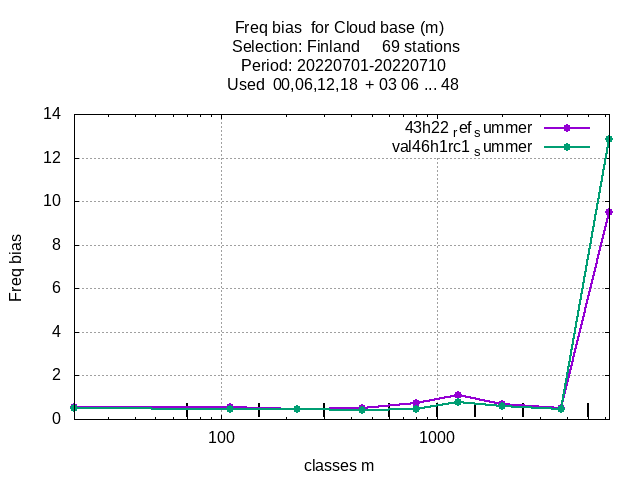 Freq bias  for Cloud base (m)
Selection: Finland     69 stations
Period: 20220701-20220710
Used  00,06,12,18  + 03 06 ... 48
43h22 ref summer
val46h1rc1 summer
14
12
10
8
6
4
2
0
Freq bias
100
1000
classes m